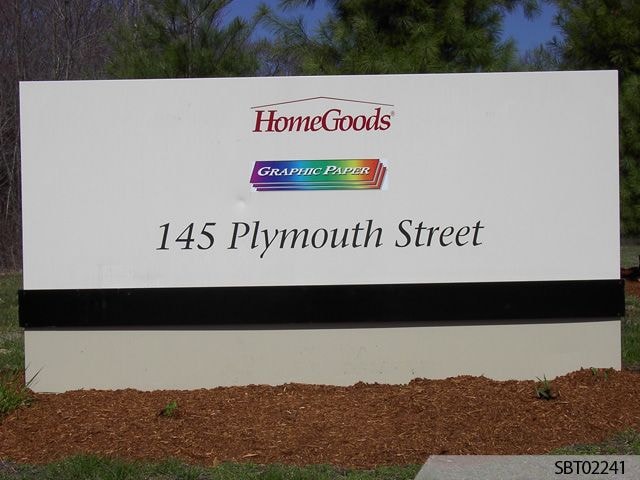 HomeGoods®
GRAPHIC PAPER
145 Plymouth Street
SBT02241